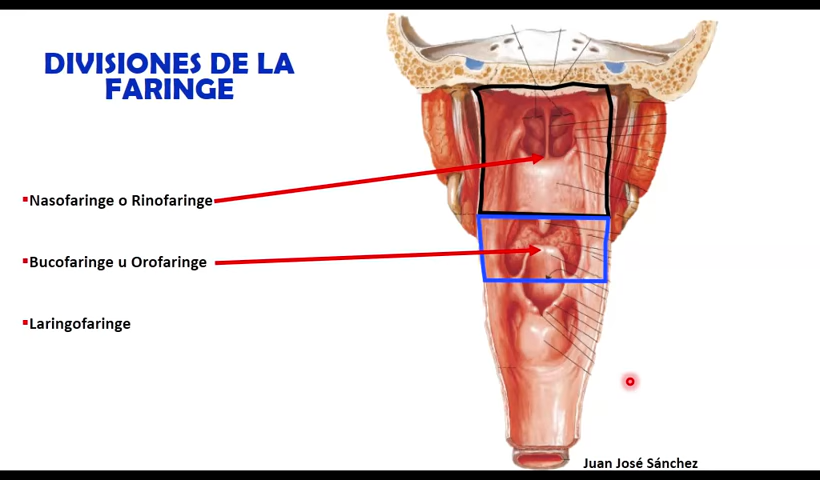 DIVISIONES DE LA
FARINGE
Nasofaringe o Rinofaringe
Bucofaringe u Orofaringe
Laringofaringe
Juan José Sánchez